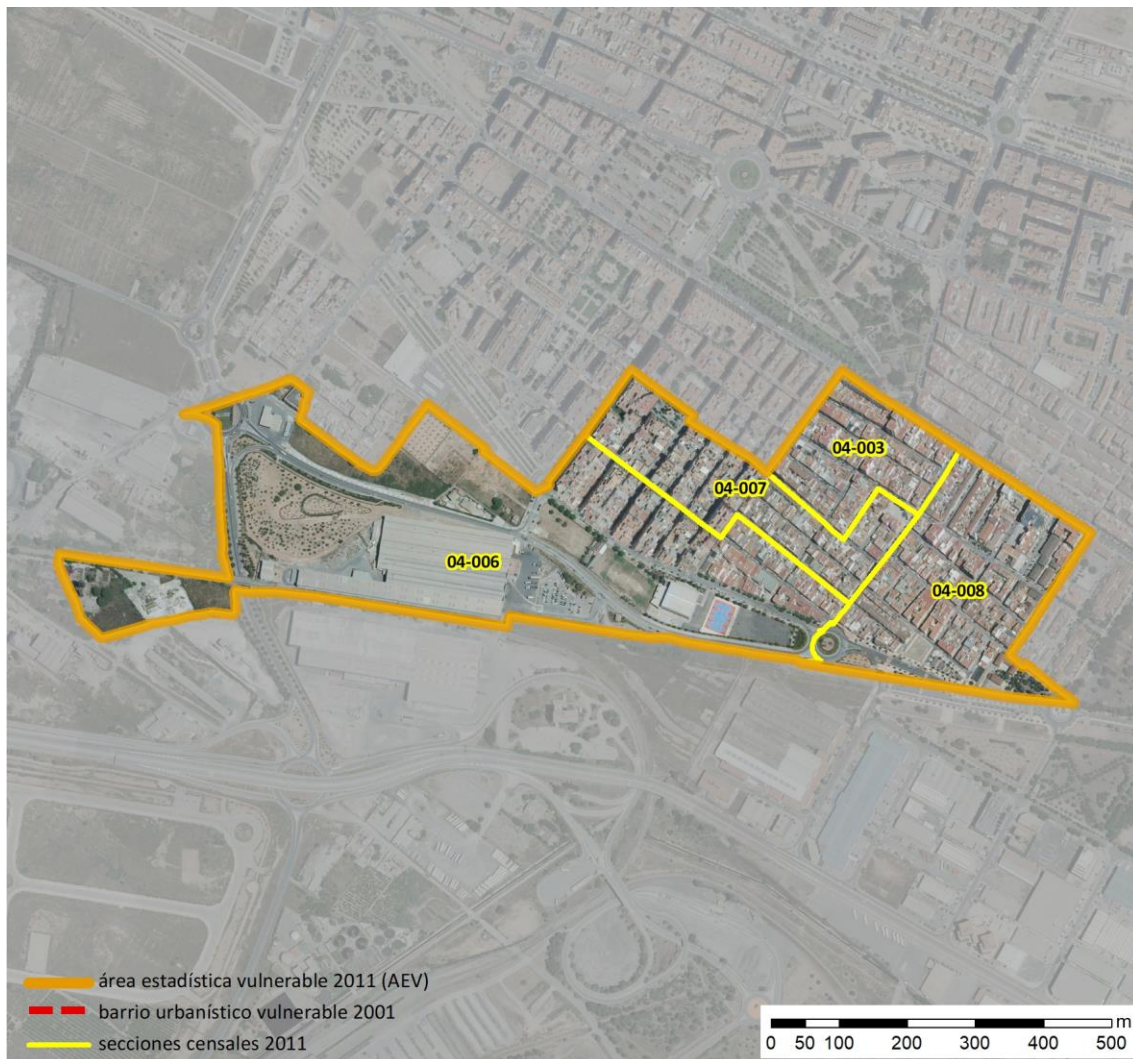 04-003
04-007
04-006
04-008
área estadística vulnerable 2011 (AEV)
barrio urbanístico vulnerable 2001
secciones censales 2011
m
0 50 100 200 300 400 500